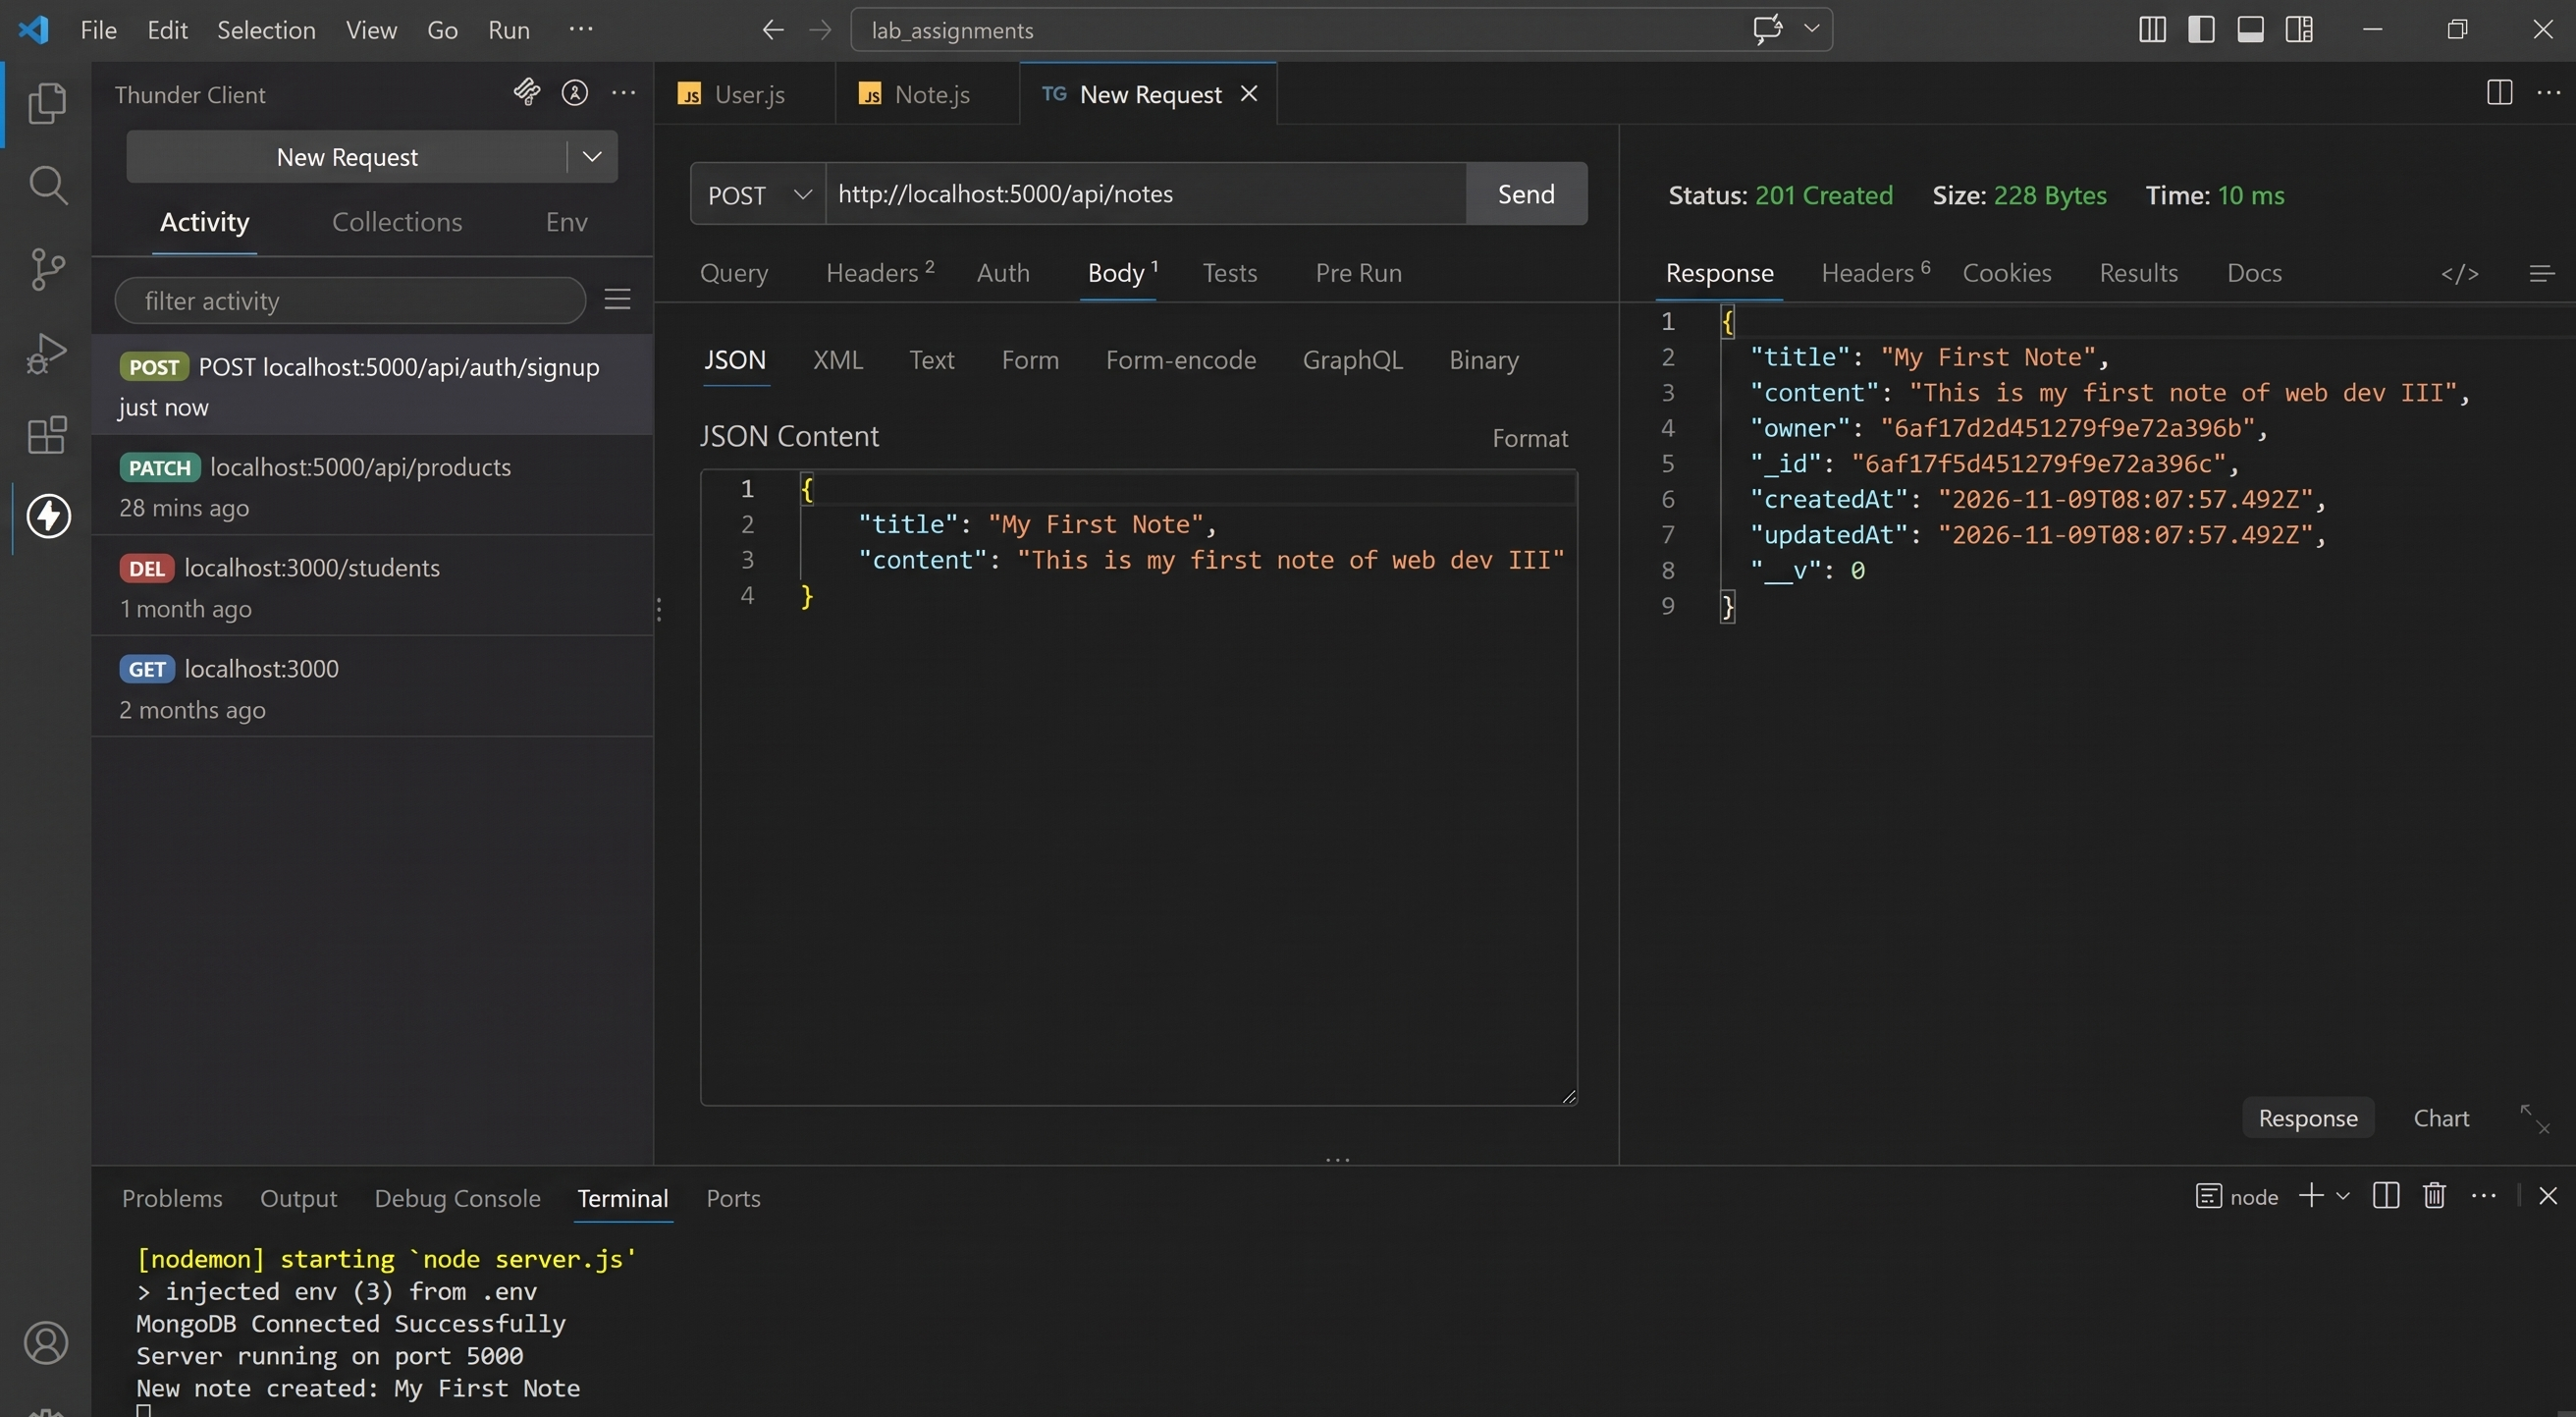 File Edit Selection View Go Run ...
lab_assignments
Thunder Client
New Request
Activity Collections Env
filter activity
POST POST localhost:5000/api/auth/signup
just now
PATCH localhost:5000/api/products
28 mins ago
DEL localhost:3000/students
1 month ago
GET localhost:3000
2 months ago
JS User.js JS Note.js TG New Request
POST http://localhost:5000/api/notes Send
Query Headers 2 Auth Body 1 Tests Pre Run
JSON XML Text Form Form-encode GraphQL Binary
JSON Content Format
1 {
2 "title": "My First Note",
3 "content": "This is my first note of web dev III"
4 }
Status: 201 Created Size: 228 Bytes Time: 10 ms
Response Headers 6 Cookies Results Docs </>
1 {
2 "title": "My First Note",
3 "content": "This is my first note of web dev III",
4 "owner": "6af17d2d451279f9e72a396b",
5 "_id": "6af17f5d451279f9e72a396c",
6 "createdAt": "2026-11-09T08:07:57.492Z",
7 "updatedAt": "2026-11-09T08:07:57.492Z",
8 "__v": 0
9 }
Response Chart
Problems Output Debug Console Terminal Ports
node
[nodemon] starting `node server.js'
> injected env (3) from .env
MongoDB Connected Successfully
Server running on port 5000
New note created: My First Note